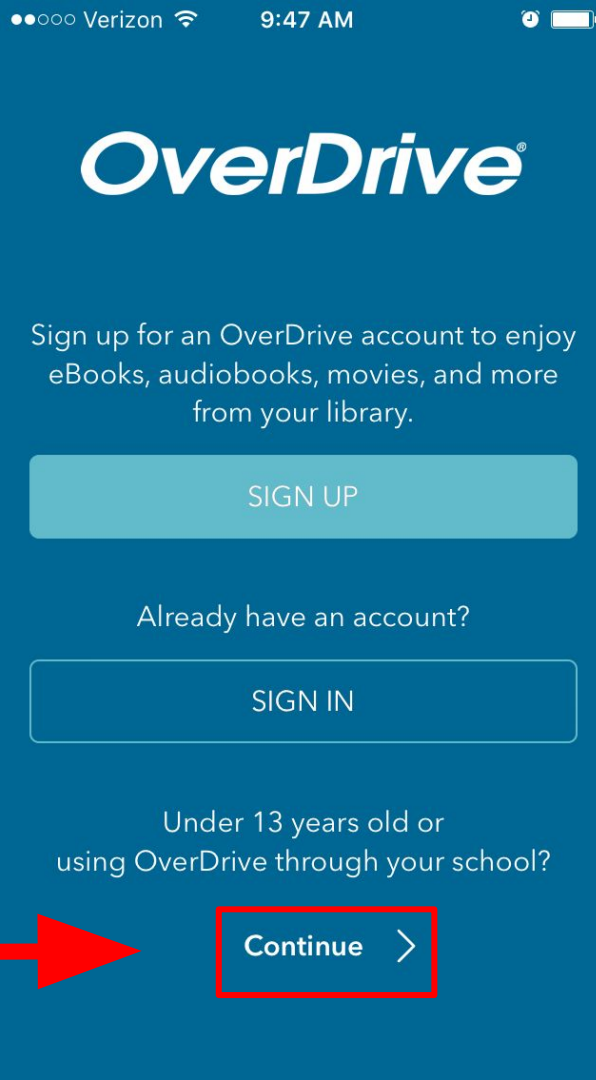 Verizon 9:47 AM
OverDrive®
Sign up for an OverDrive account to enjoy
eBooks, audiobooks, movies, and more
from your library.
SIGN UP
Already have an account?
SIGN IN
Under 13 years old or
using OverDrive through your school?
Continue